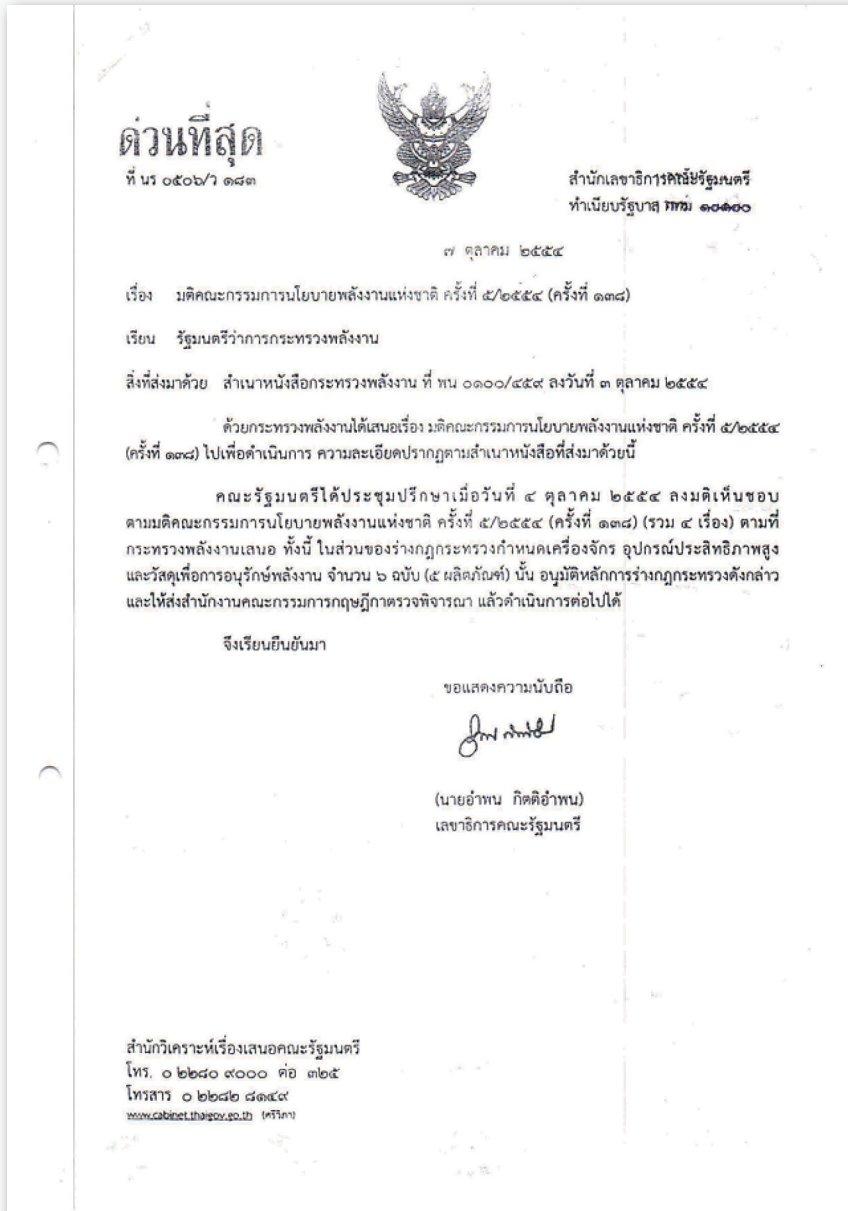 ด่วนที่สุด
ที่ นร ๐๕๐๖/ว ๑๘๓
สำนักเลขาธิการคณะรัฐมนตรี
ทำเนียบรัฐบาล กทม ๑๐๓๐๐
๗ ตุลาคม ๒๕๕๔
เรื่อง มติคณะกรรมการนโยบายพลังงานแห่งชาติ ครั้งที่ ๕/๒๕๕๔ (ครั้งที่ ๑๓๘)
เรียน รัฐมนตรีว่าการกระทรวงพลังงาน
สิ่งที่ส่งมาด้วย สำเนาหนังสือกระทรวงพลังงาน ที่ พน ๐๑๐๐/๔๕๙ ลงวันที่ ๓ ตุลาคม ๒๕๕๔
ด้วยกระทรวงพลังงานได้เสนอเรื่อง มติคณะกรรมการนโยบายพลังงานแห่งชาติ ครั้งที่ ๕/๒๕๕๔
(ครั้งที่ ๑๓๘) ไปเพื่อดำเนินการ ความละเอียดปรากฏตามสำเนาหนังสือที่ส่งมาด้วยนี้
คณะรัฐมนตรีได้ประชุมปรึกษาเมื่อวันที่ ๔ ตุลาคม ๒๕๕๔ ลงมติเห็นชอบ
ตามมติคณะกรรมการนโยบายพลังงานแห่งชาติ ครั้งที่ ๕/๒๕๕๔ (ครั้งที่ ๑๓๘) (รวม ๔ เรื่อง) ตามที่
กระทรวงพลังงานเสนอ ทั้งนี้ ในส่วนของร่างกฎกระทรวงกำหนดเครื่องจักร อุปกรณ์ประสิทธิภาพสูง
และวัสดุเพื่อการอนุรักษ์พลังงาน จำนวน ๖ ฉบับ (๕ ผลิตภัณฑ์) นั้น อนุมัติหลักการร่างกฎกระทรวงดังกล่าว
และให้ส่งสำนักงานคณะกรรมการกฤษฎีกาตรวจพิจารณา แล้วดำเนินการต่อไปได้
จึงเรียนยืนยันมา
ขอแสดงความนับถือ
(นายอำพน กิตติอำพน)
เลขาธิการคณะรัฐมนตรี
สำนักวิเคราะห์เรื่องเสนอคณะรัฐมนตรี
โทร. ๐ ๒๒๘๐ ๙๐๐๐ ต่อ ๓๒๕
โทรสาร ๐ ๒๒๘๒ ๘๑๔๙
www.cabinet.thaigov.go.th (ศรีวิภา)